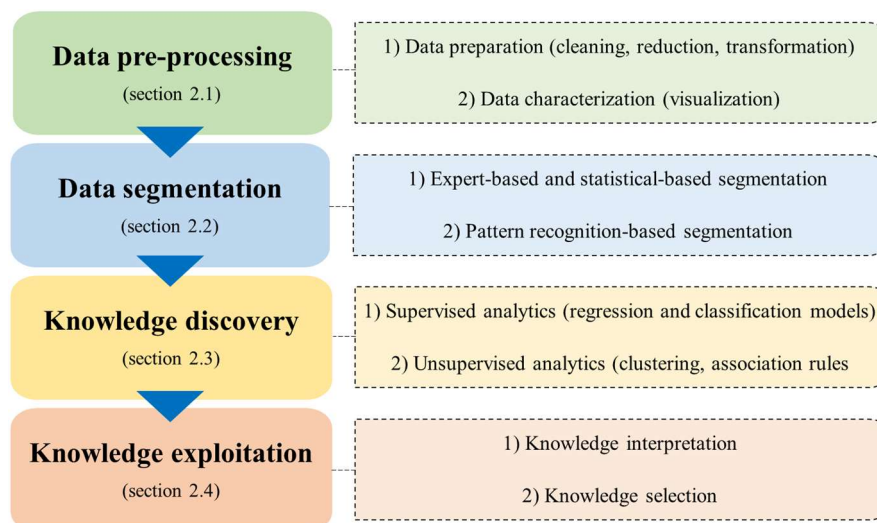 Data pre-processing
(section 2.1)
1) Data preparation (cleaning, reduction, transformation)
2) Data characterization (visualization)
Data segmentation
(section 2.2)
1) Expert-based and statistical-based segmentation
2) Pattern recognition-based segmentation
Knowledge discovery
(section 2.3)
1) Supervised analytics (regression and classification models)
2) Unsupervised analytics (clustering, association rules
Knowledge exploitation
(section 2.4)
1) Knowledge interpretation
2) Knowledge selection